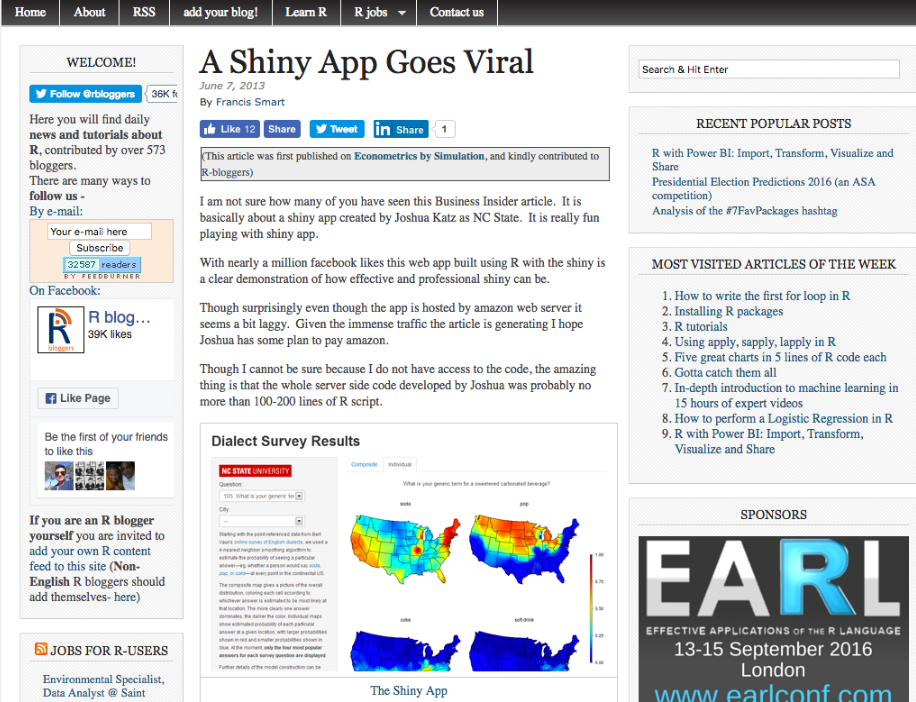 Home
About
RSS
add your blog!
Learn R
R jobs
Contact us
WELCOME!
Follow @rbloggers
36K
Here you will find daily
news and tutorials about
R, contributed by over 573
bloggers.
There are many ways to
follow us -
By e-mail:
Your e-mail here
Subscribe
32587 readers
BY FEEDBURNER
On Facebook:
R
bloggers
R blog...
39K likes
Like Page
Be the first of your friends
to like this
If you are an R blogger
yourself you are invited to
add your own R content
feed to this site (Non-
English R bloggers should
add themselves- here)
JOBS FOR R-USERS
Environmental Specialist,
Data Analyst @ Saint
A Shiny App Goes Viral
June 7, 2013
By Francis Smart
Like 12
Share
Tweet
in Share
1
(This article was first published on Econometrics by Simulation, and kindly contributed to
R-bloggers)
I am not sure how many of you have seen this Business Insider article. It is
basically about a shiny app created by Joshua Katz as NC State. It is really fun
playing with shiny app.
With nearly a million facebook likes this web app built using R with the shiny is
a clear demonstration of how effective and professional shiny can be.
Though surprisingly even though the app is hosted by amazon web server it
seems a bit laggy. Given the immense traffic the article is generating I hope
Joshua has some plan to pay amazon.
Though I cannot be sure because I do not have access to the code, the amazing
thing is that the whole server side code developed by Joshua was probably no
more than 100-200 lines of R script.
Dialect Survey Results
NC STATE UNIVERSITY
Question:
105. What is your generic
City:
--
Starting with the point-referenced data from Bert
Vaux's online survey of English dialects, we used a
k-nearest neighbor smoothing algorithm to
estimate the probability of seeing a particular
answer—eg, whether a person would say soda,
pop, or coke—at every point in the continental US.
The composite map gives a picture of the overall
distribution, coloring each cell according to
whichever answer is estimated to be most likely at
that location. The more clearly one answer
dominates, the darker the color. Individual maps
show estimated probability of each particular
answer at a given location, with larger probabilities
shown in red and smaller probabilities shown in
blue. At the moment, only the four most popular
answers for each survey question are displayed.
Further details of the model construction can be
Composite
Individual
What is your generic term for a sweetened carbonated beverage?
soda
pop
coke
soft drink
1.00
0.75
0.50
0.25
0.00
The Shiny App
Search & Hit Enter
RECENT POPULAR POSTS
R with Power BI: Import, Transform, Visualize and
Share
Presidential Election Predictions 2016 (an ASA
competition)
Analysis of the #7FavPackages hashtag
MOST VISITED ARTICLES OF THE WEEK
1. How to write the first for loop in R
2. Installing R packages
3. R tutorials
4. Using apply, sapply, lapply in R
5. Five great charts in 5 lines of R code each
6. Gotta catch them all
7. In-depth introduction to machine learning in
15 hours of expert videos
8. How to perform a Logistic Regression in R
9. R with Power BI: Import, Transform,
Visualize and Share
SPONSORS
EARL
EFFECTIVE APPLICATIONS OF THE R LANGUAGE
13-15 September 2016
London
www.earlconf.com